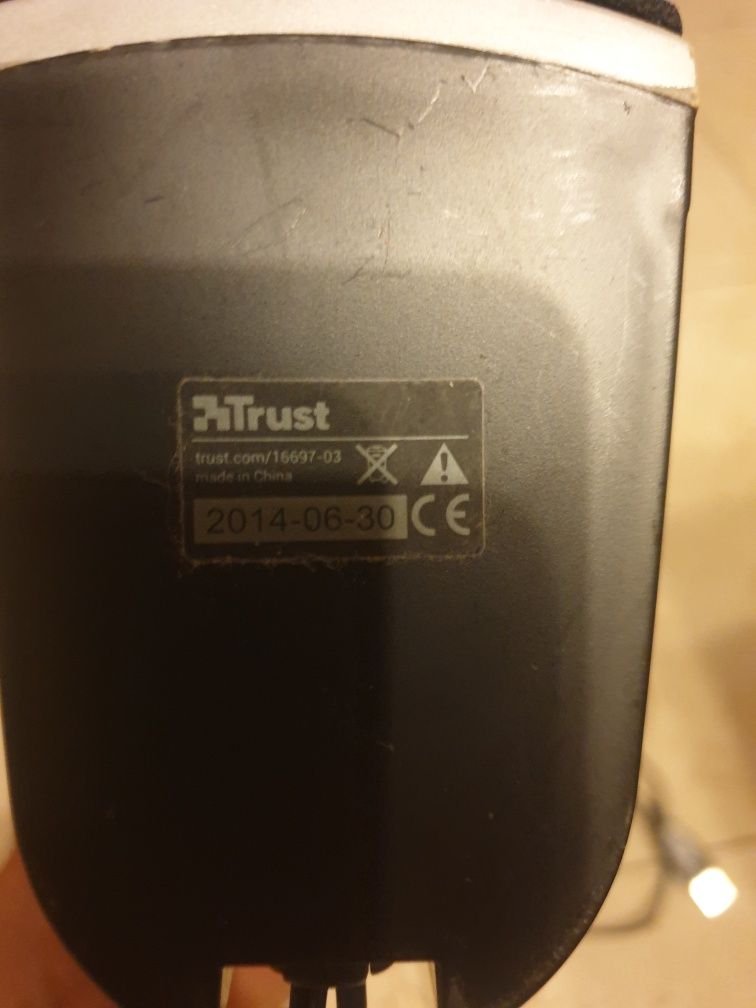 Trust
trust.com/16697-03
made in China
2014-06-30 CE